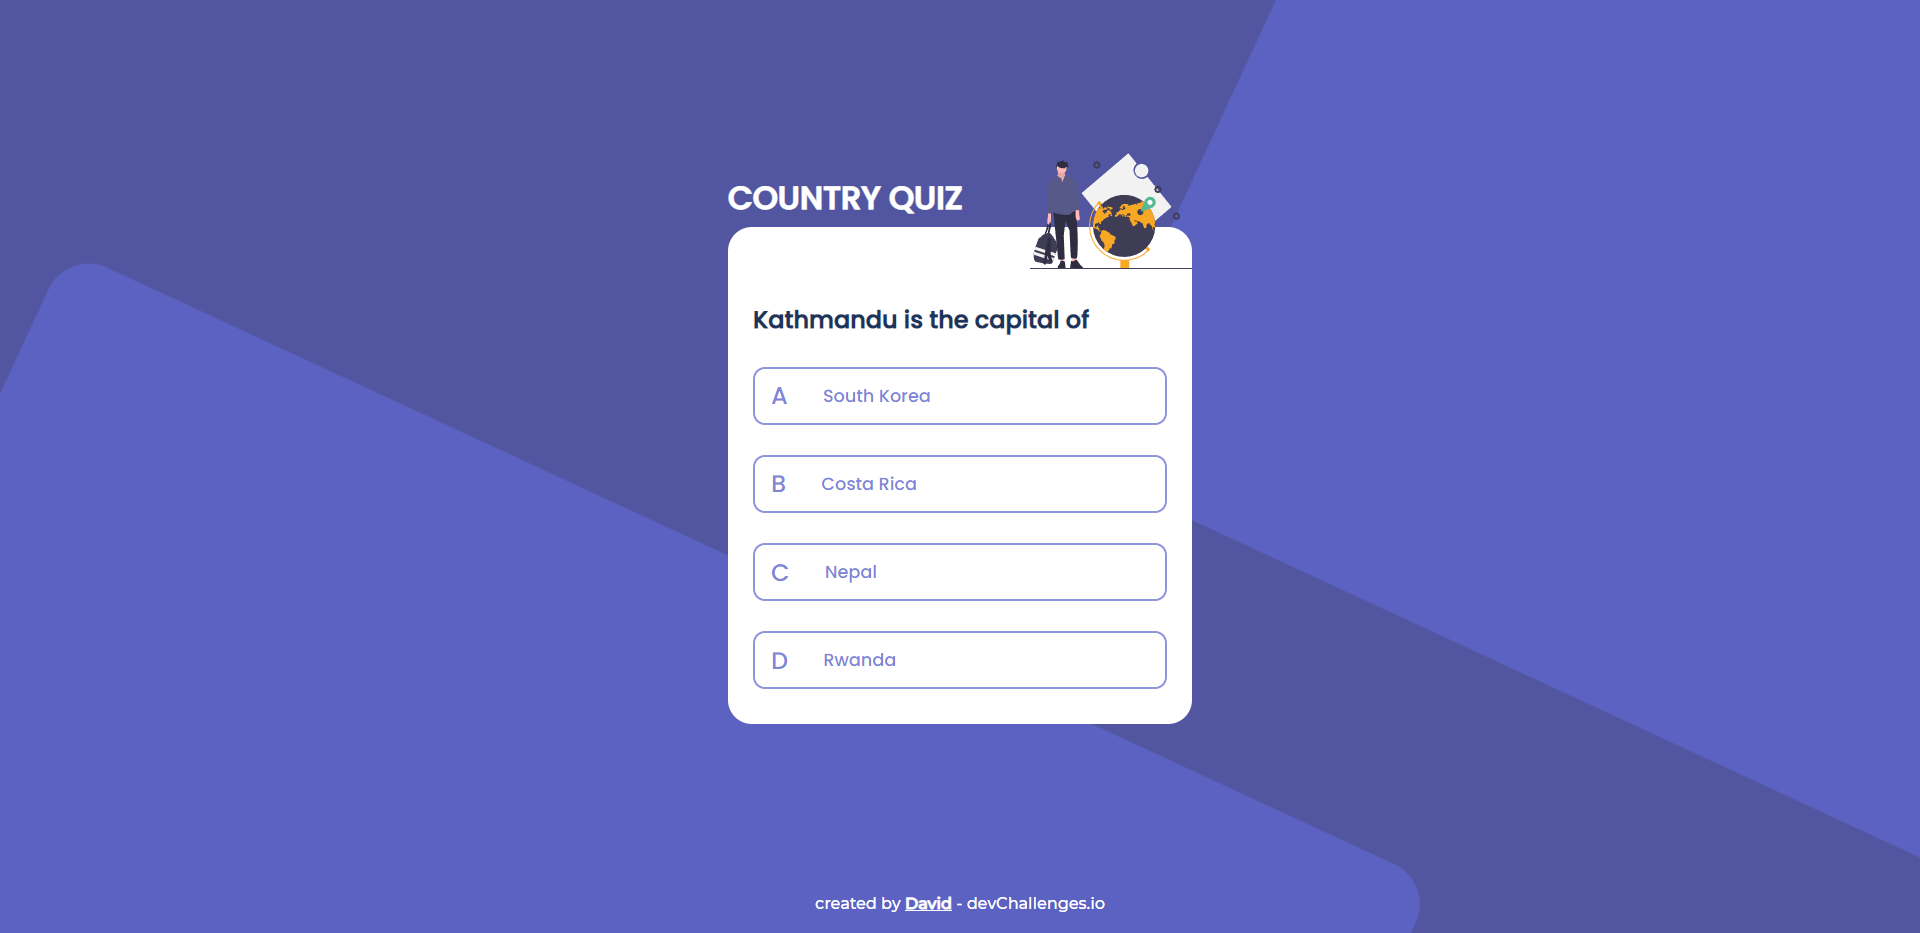 COUNTRY QUIZ
Kathmandu is the capital of
A South Korea
B Costa Rica
C Nepal
D Rwanda
created by David - devChallenges.io